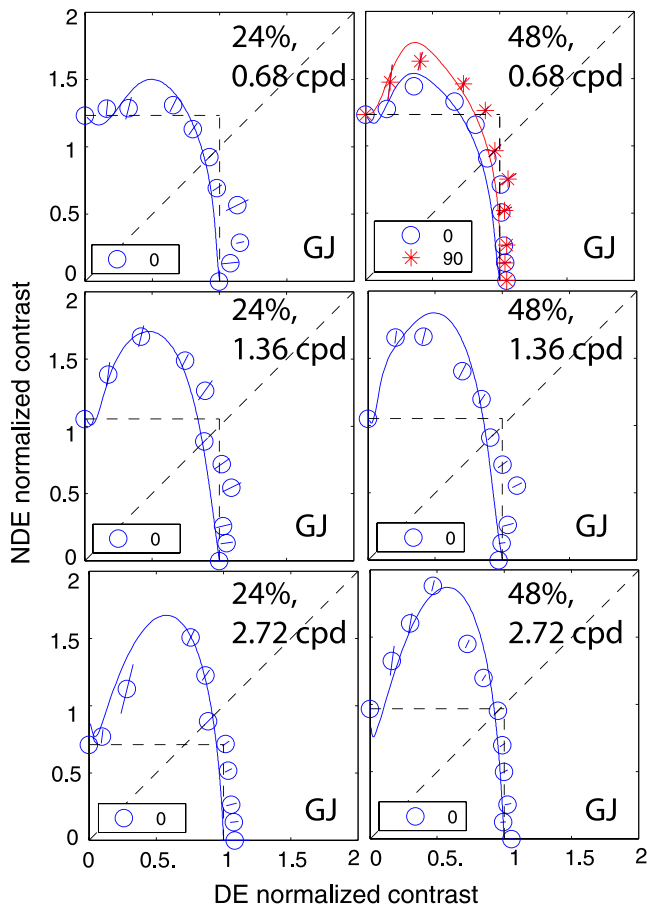 NDE normalized contrast
2
1.5
1
0.5
0
24%,
0.68 cpd
0
GJ
48%,
0.68 cpd
0
90
GJ
2
1.5
1
0.5
0
24%,
1.36 cpd
0
GJ
48%,
1.36 cpd
0
GJ
2
1.5
1
0.5
0
24%,
2.72 cpd
0
GJ
48%,
2.72 cpd
0
GJ
0 0.5. 1 1.5 0 0.5. 1 1.5 2
DE normalized contrast